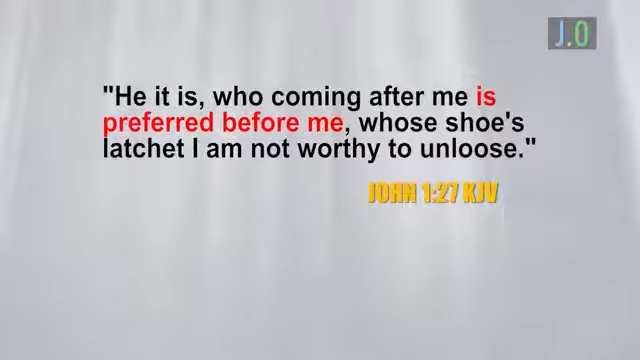 J.O
"He it is, who coming after me is
preferred before me, whose shoe's
latchet I am not worthy to unloose."
JOHN 1:27 KJV